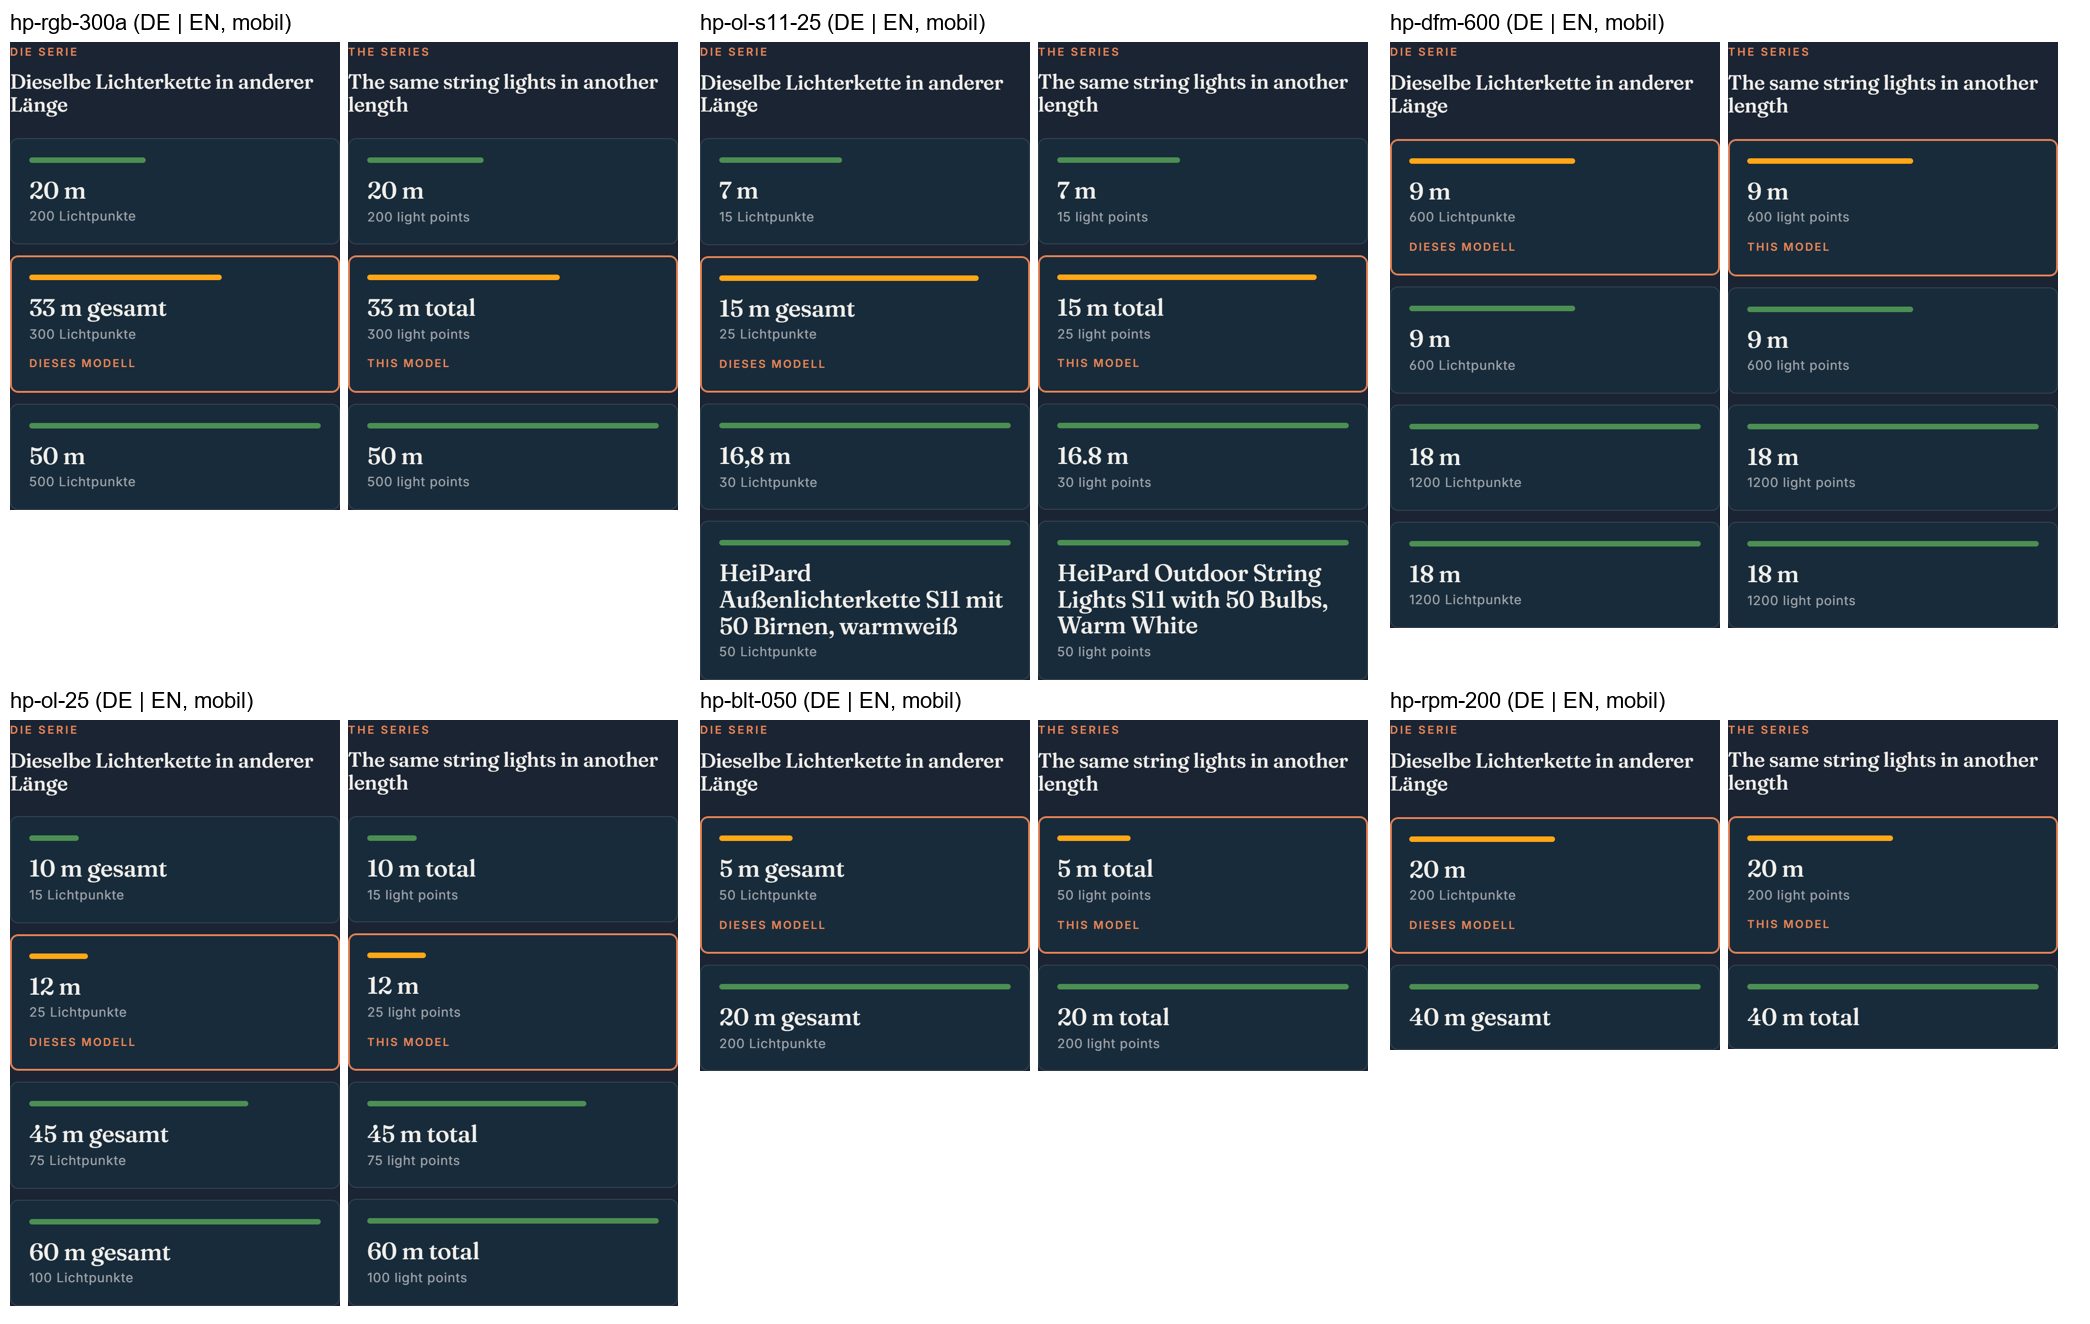 hp-rgb-300a (DE | EN, mobil)
DIE SERIE
Dieselbe Lichterkette in anderer
Länge
20 m
200 Lichtpunkte
33 m gesamt
300 Lichtpunkte
DIESES MODELL
50 m
500 Lichtpunkte
THE SERIES
The same string lights in another
length
20 m
200 light points
33 m total
300 light points
THIS MODEL
50 m
500 light points
hp-ol-s11-25 (DE | EN, mobil)
DIE SERIE
Dieselbe Lichterkette in anderer
Länge
7 m
15 Lichtpunkte
15 m gesamt
25 Lichtpunkte
DIESES MODELL
16,8 m
30 Lichtpunkte
HeiPard
Außenlichterkette S11 mit
50 Birnen, warmweiß
50 Lichtpunkte
THE SERIES
The same string lights in another
length
7 m
15 light points
15 m total
25 light points
THIS MODEL
16.8 m
30 light points
HeiPard Outdoor String
Lights S11 with 50 Bulbs,
Warm White
50 light points
hp-dfm-600 (DE | EN, mobil)
DIE SERIE
Dieselbe Lichterkette in anderer
Länge
9 m
600 Lichtpunkte
DIESES MODELL
9 m
600 Lichtpunkte
18 m
1200 Lichtpunkte
18 m
1200 Lichtpunkte
THE SERIES
The same string lights in another
length
9 m
600 light points
THIS MODEL
9 m
600 light points
18 m
1200 light points
18 m
1200 light points
hp-ol-25 (DE | EN, mobil)
DIE SERIE
Dieselbe Lichterkette in anderer
Länge
10 m gesamt
15 Lichtpunkte
12 m
25 Lichtpunkte
DIESES MODELL
45 m gesamt
75 Lichtpunkte
60 m gesamt
100 Lichtpunkte
THE SERIES
The same string lights in another
length
10 m total
15 light points
12 m
25 light points
THIS MODEL
45 m total
75 light points
60 m total
100 light points
hp-blt-050 (DE | EN, mobil)
DIE SERIE
Dieselbe Lichterkette in anderer
Länge
5 m gesamt
50 Lichtpunkte
DIESES MODELL
20 m gesamt
200 Lichtpunkte
THE SERIES
The same string lights in another
length
5 m total
50 light points
THIS MODEL
20 m total
200 light points
hp-rpm-200 (DE | EN, mobil)
DIE SERIE
Dieselbe Lichterkette in anderer
Länge
20 m
200 Lichtpunkte
DIESES MODELL
40 m gesamt
THE SERIES
The same string lights in another
length
20 m
200 light points
THIS MODEL
40 m total